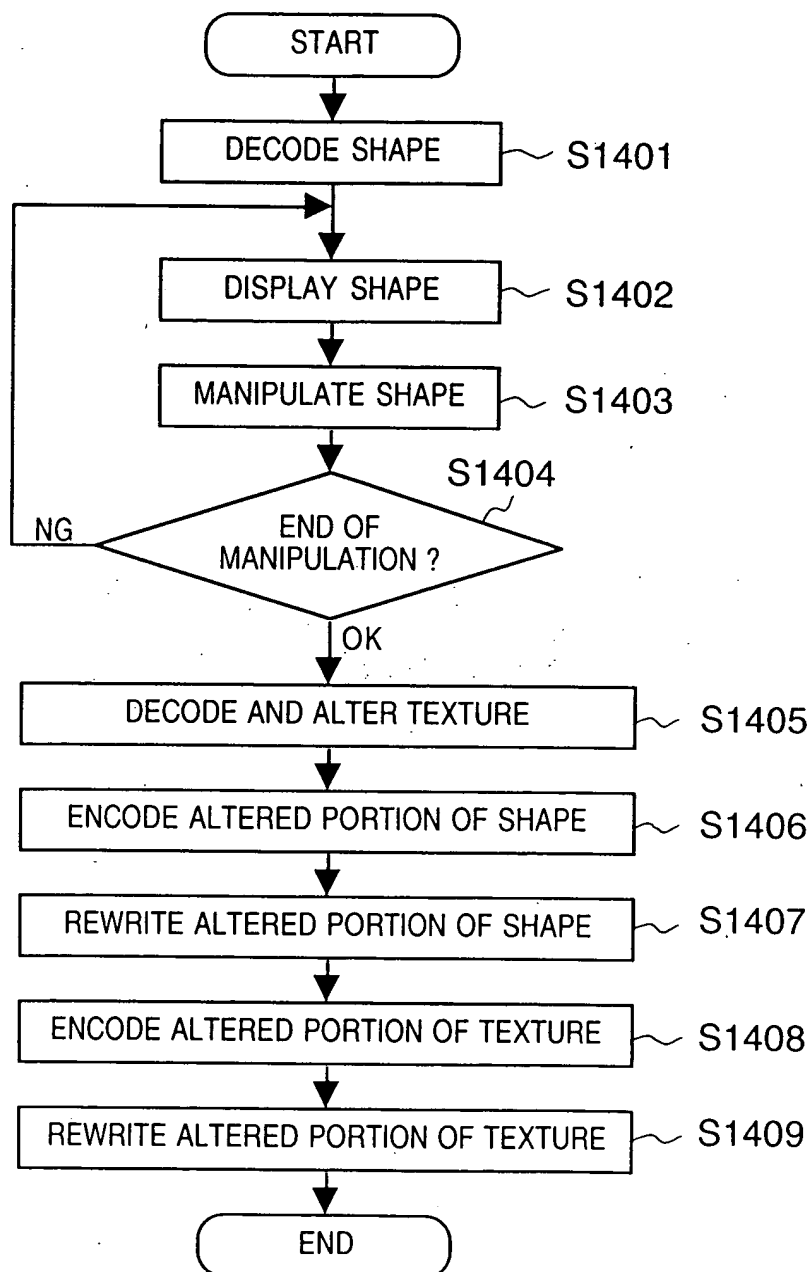 START
DECODE SHAPE
S1401
DISPLAY SHAPE
S1402
MANIPULATE SHAPE
S1403
S1404
NG
END OF
MANIPULATION ?
OK
DECODE AND ALTER TEXTURE
S1405
ENCODE ALTERED PORTION OF SHAPE
S1406
REWRITE ALTERED PORTION OF SHAPE
S1407
ENCODE ALTERED PORTION OF TEXTURE
S1408
REWRITE ALTERED PORTION OF TEXTURE
S1409
END